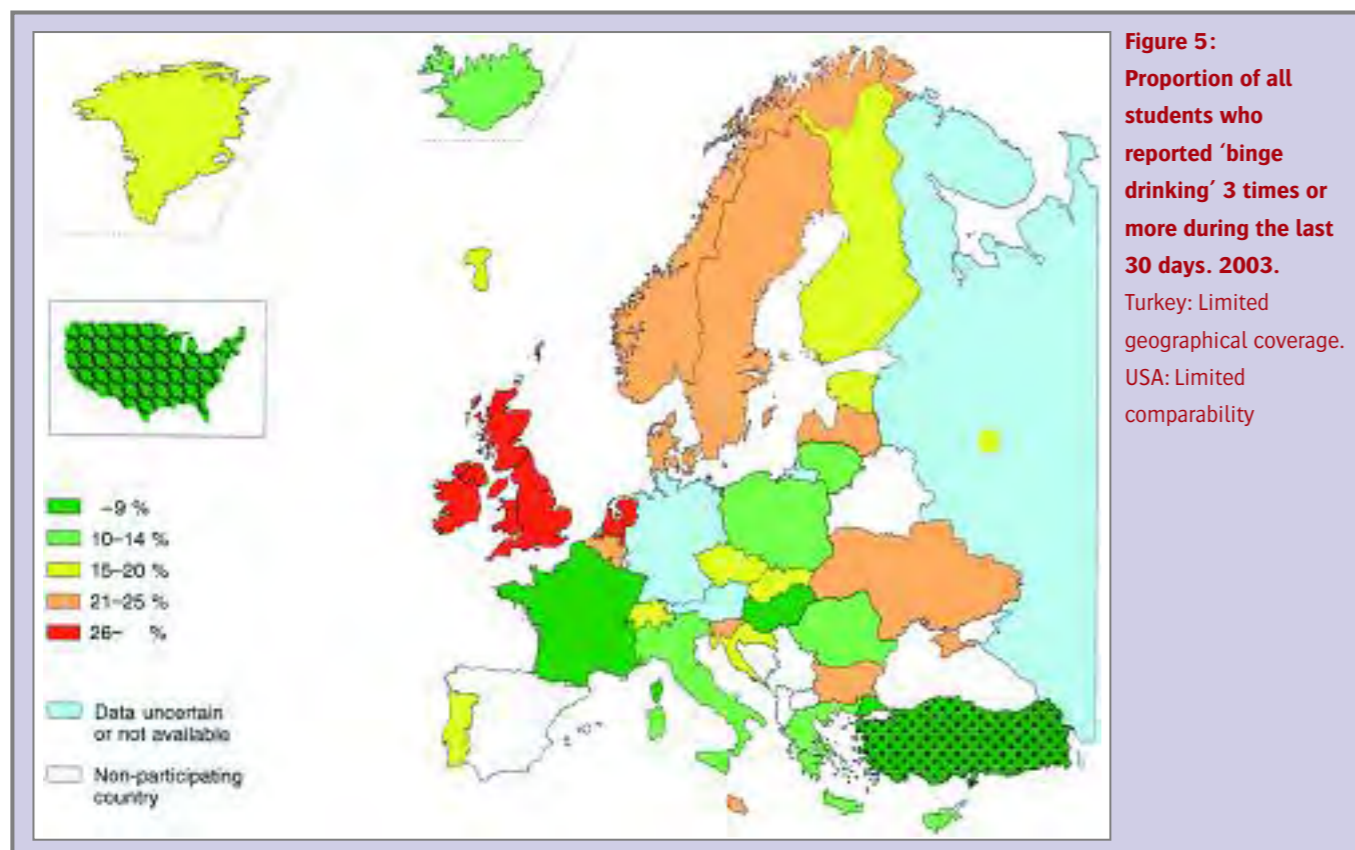 Figure 5:
Proportion of all
students who
reported ‘binge
drinking´ 3 times or
more during the last
30 days. 2003.
Turkey: Limited
geographical coverage.
USA: Limited
comparability
-9 %
10-14 %
15-20 %
21-25 %
26- %
Data uncertain
or not available
Non-participating
country